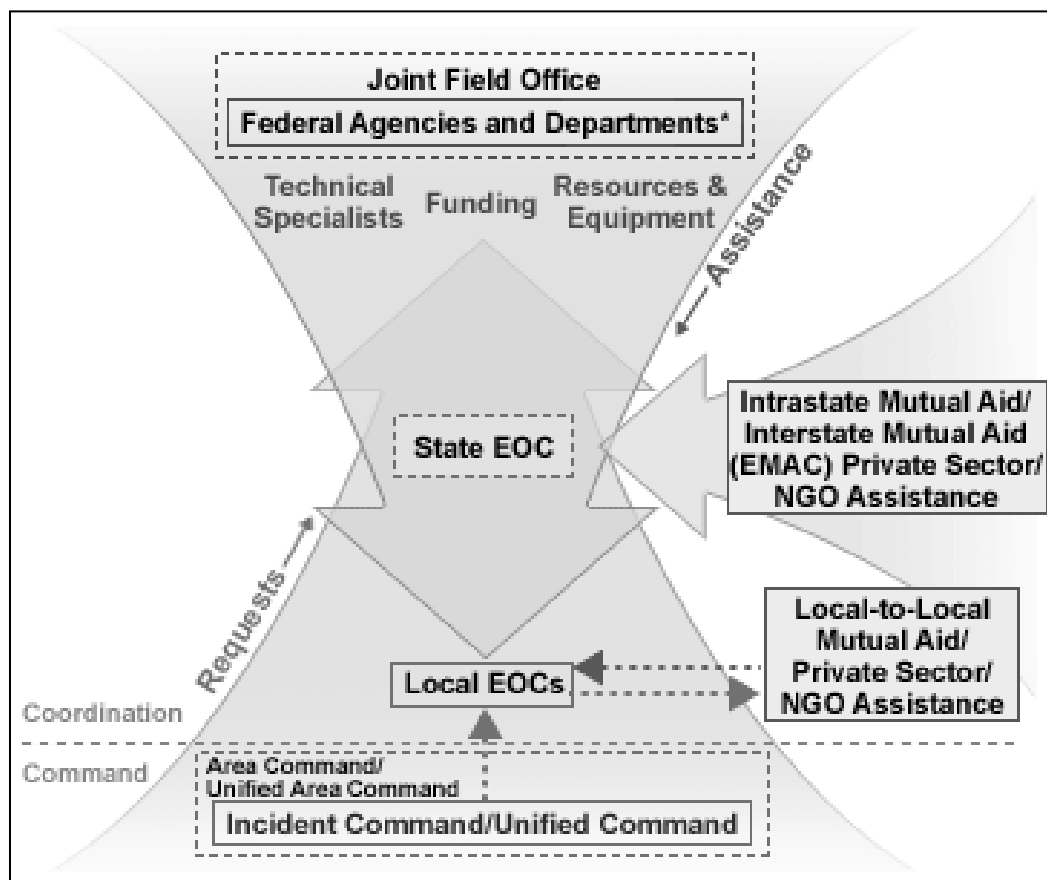 Joint Field Office
Federal Agencies and Departments*
Technical
Specialists
Funding
Resources &
Equipment
Assistance
Intrastate Mutual Aid/
Interstate Mutual Aid
(EMAC) Private Sector/
NGO Assistance
State EOC
Requests
Local-to-Local
Mutual Aid/
Private Sector/
NGO Assistance
Local EOCs
Coordination
Command
Area Command/
Unified Area Command
Incident Command/Unified Command